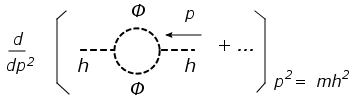 Φ
d
dp² ( h h p + ... ) p² = mh²
Φ